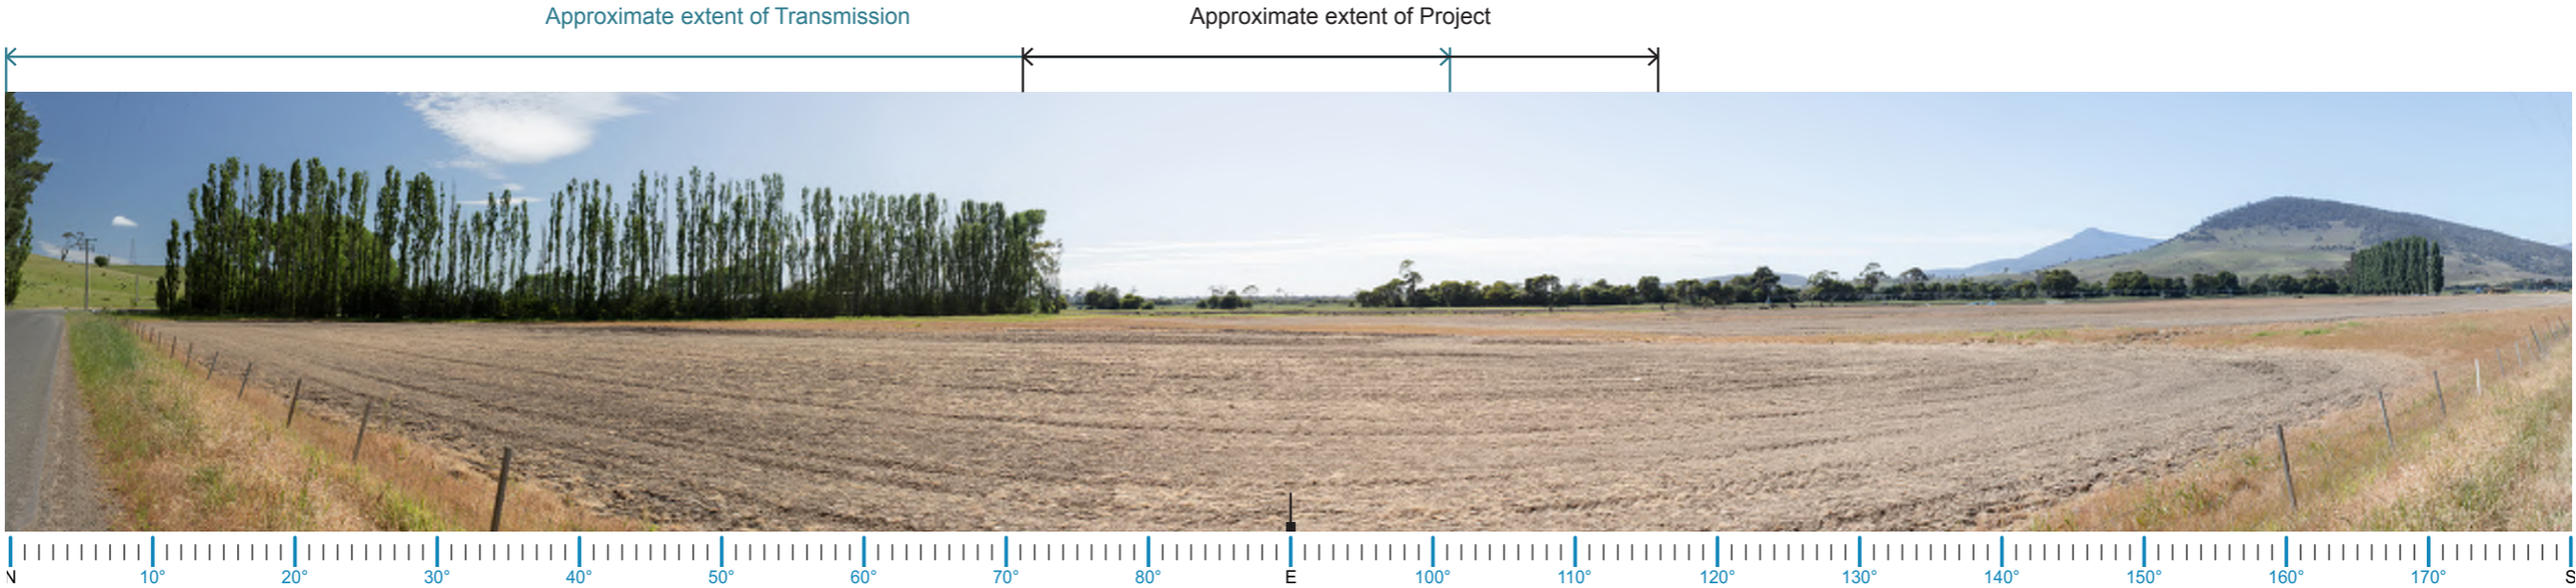 Approximate extent of Transmission Approximate extent of Project
N 10° 20° 30° 40° 50° 60° 70° 80° E 100° 110° 120° 130° 140° 150° 160° 170° S